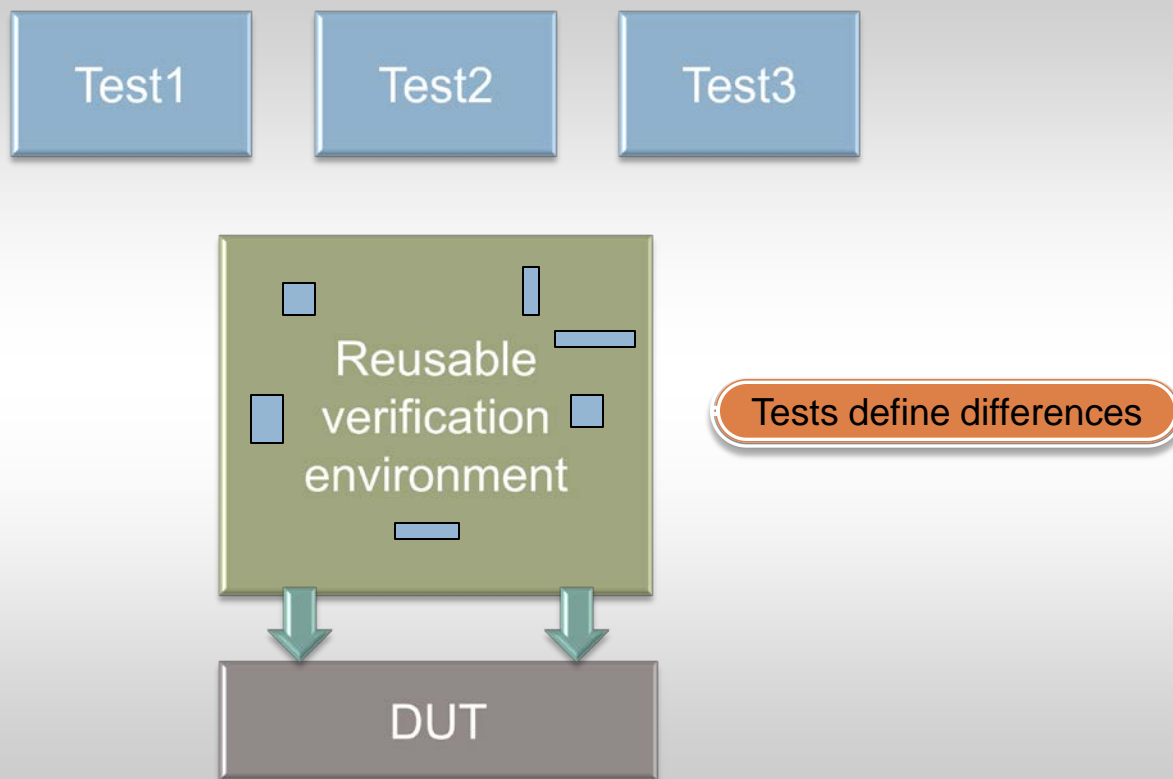 Test1
Test2
Test3
Reusable
verification
environment
Tests define differences
DUT